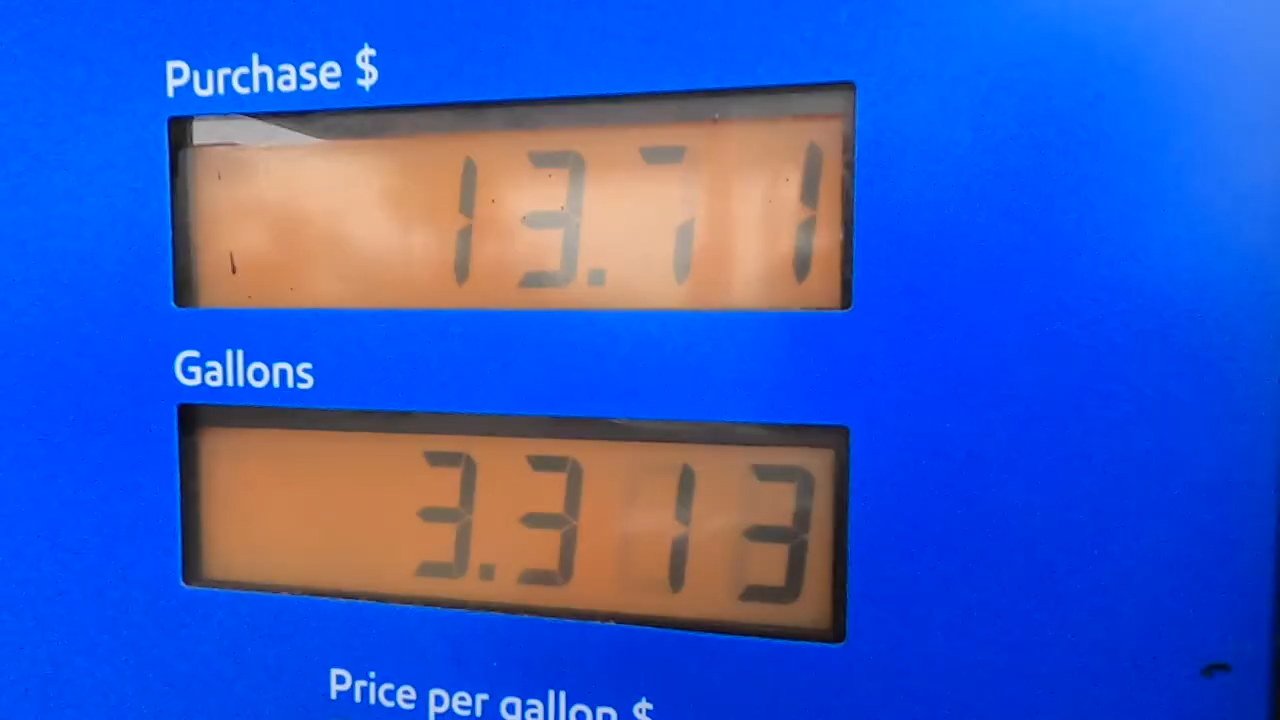 Purchase $
13.71
Gallons
3.313
Price per gallon $